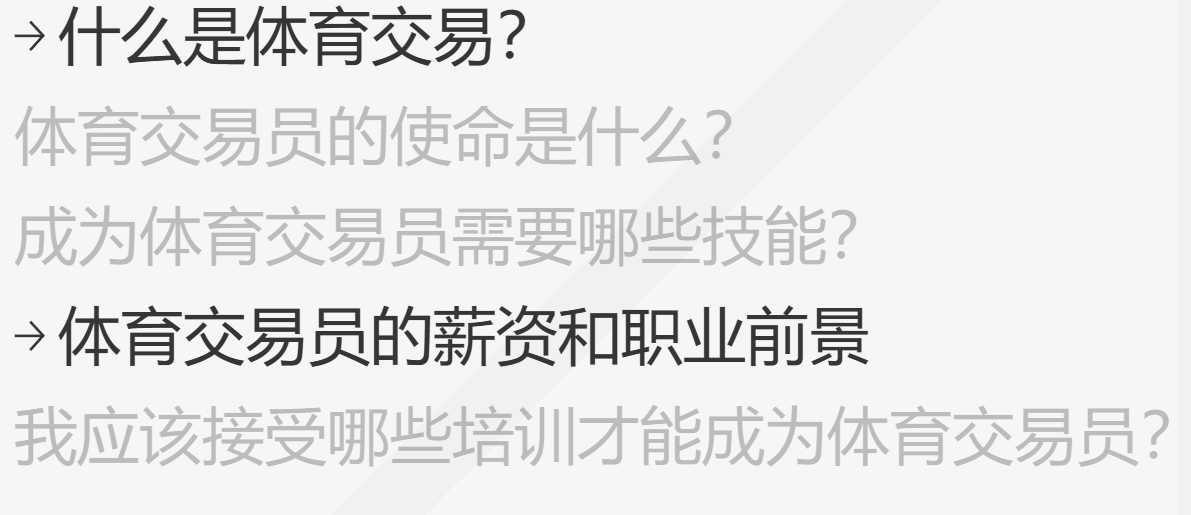 → 什么是体育交易？
体育交易员的使命是什么？
成为体育交易员需要哪些技能？
→ 体育交易员的薪资和职业前景
我应该接受哪些培训才能成为体育交易员？